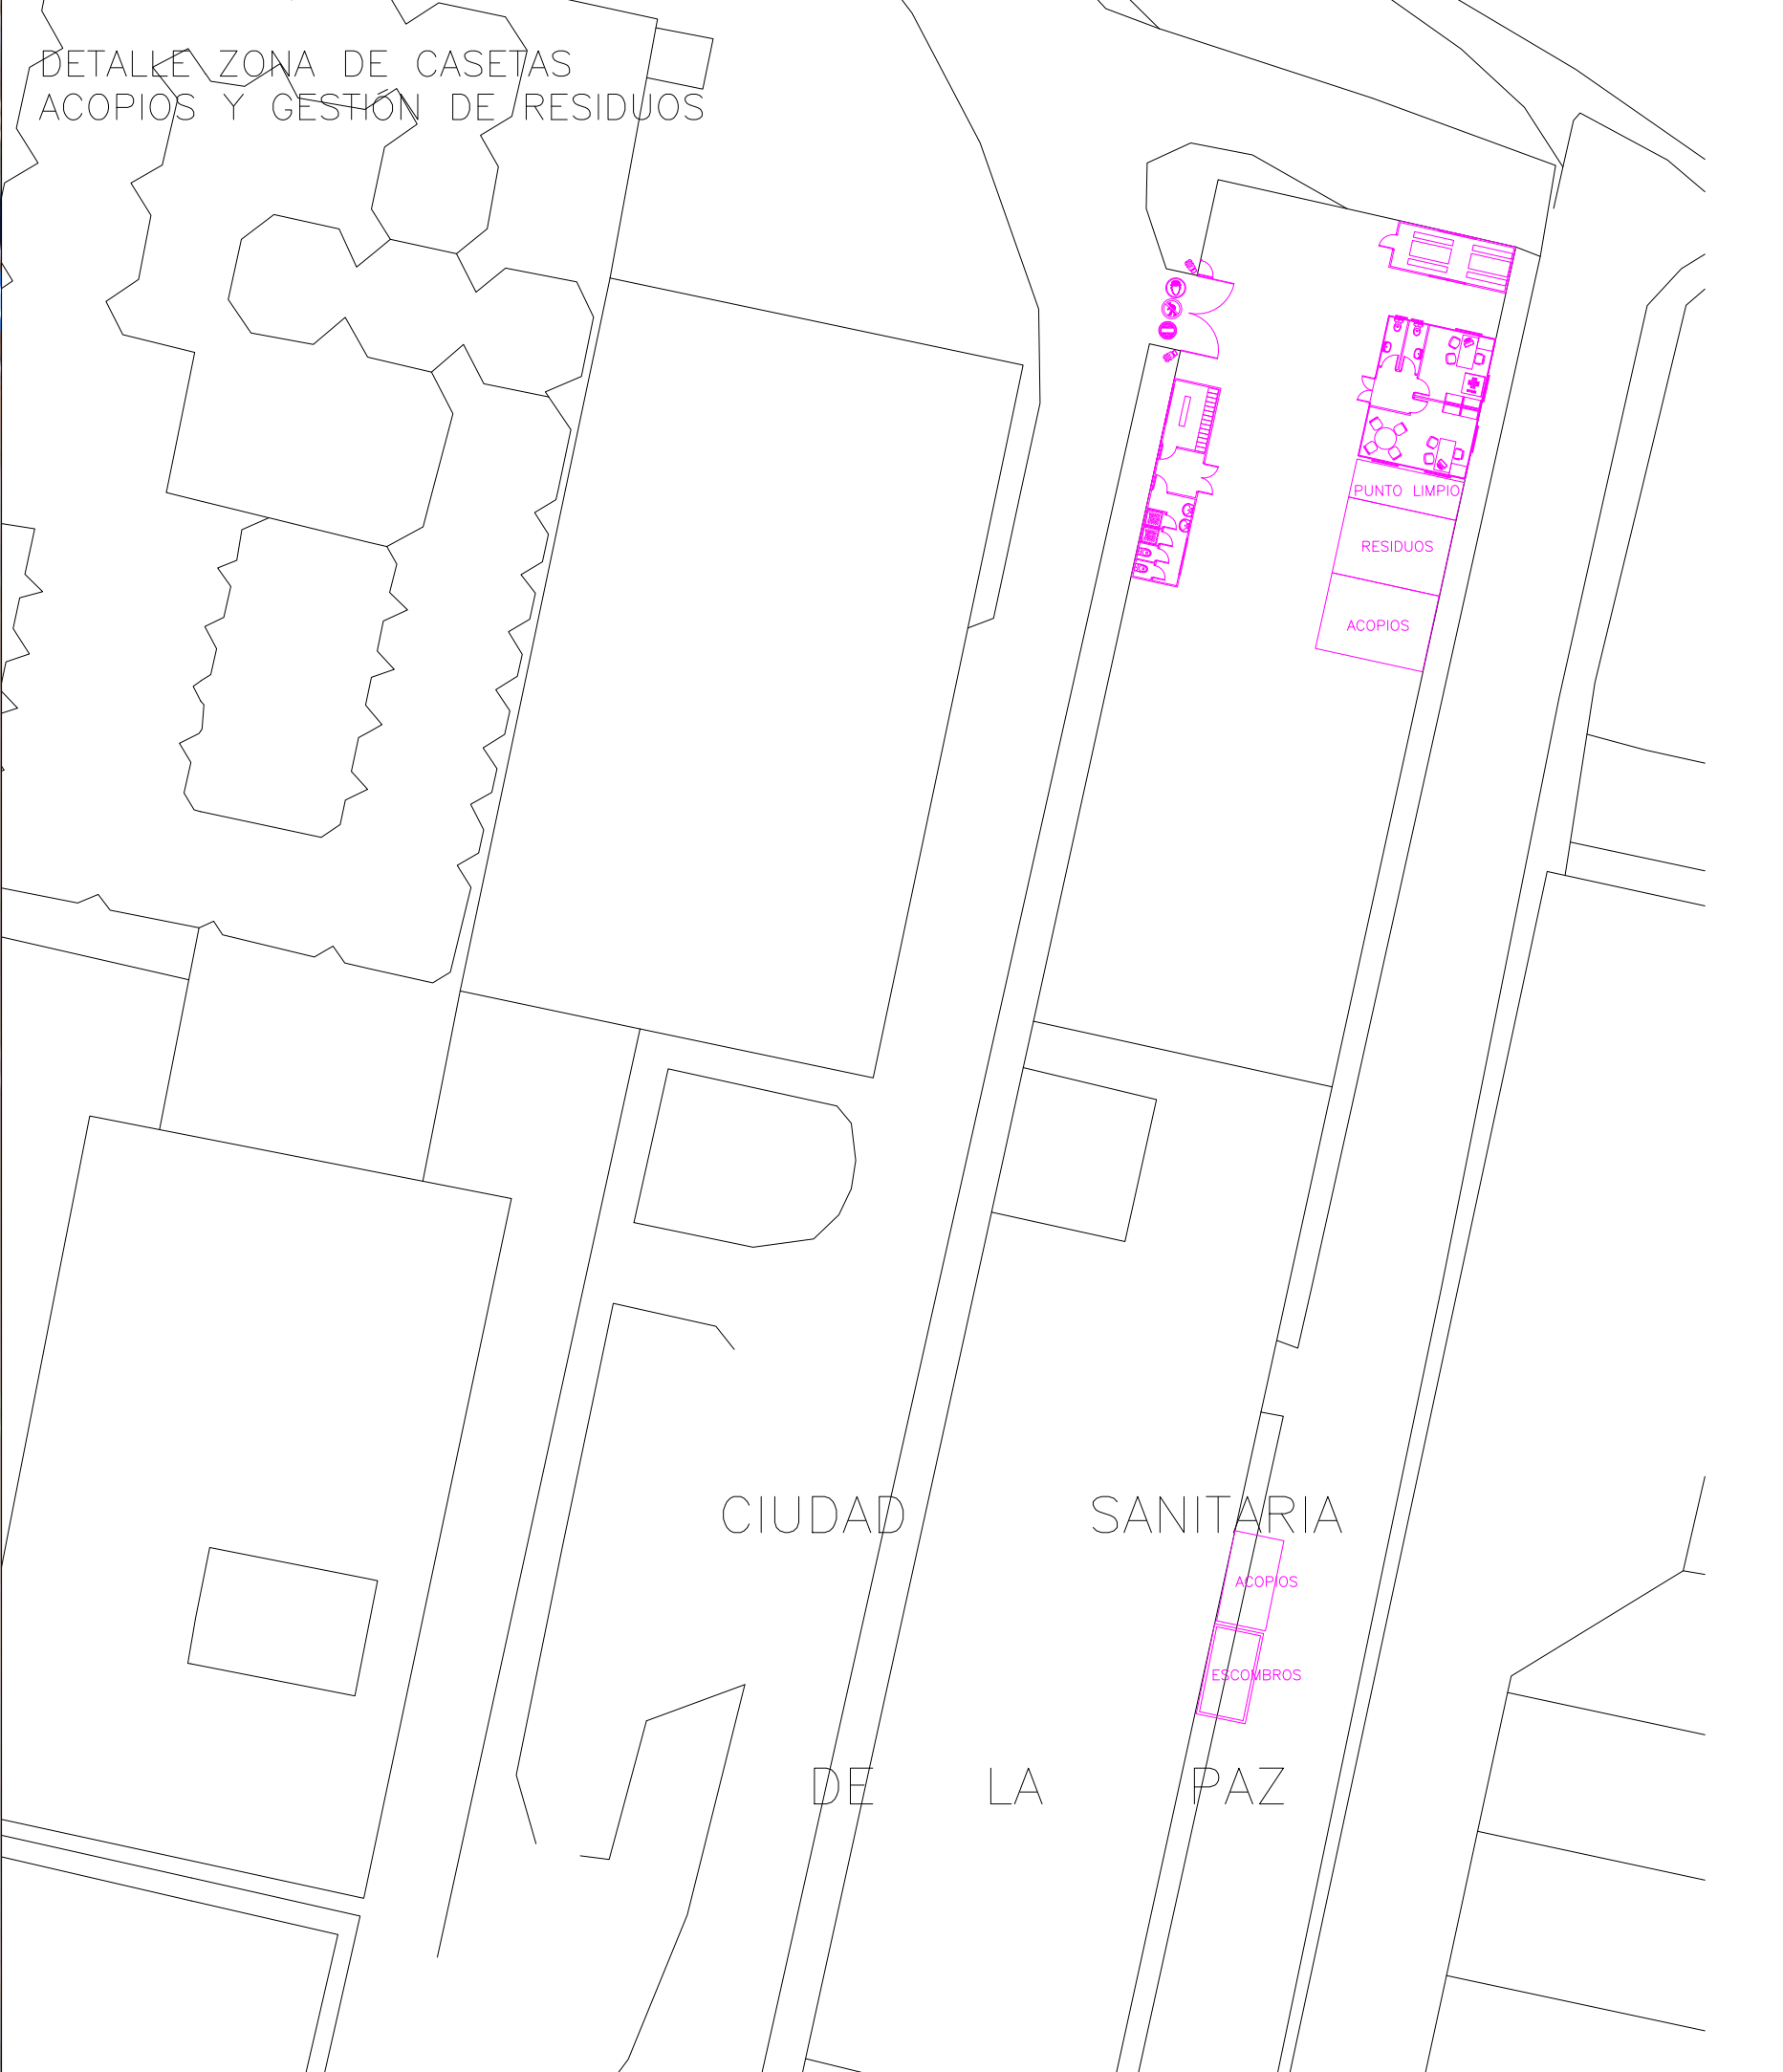 DETALLE ZONA DE CASETAS
ACOPIOS Y GESTIÓN DE RESIDUOS
PUNTO LIMPIO
RESIDUOS
ACOPIOS
CIUDAD SANITARIA
ACOPIOS
ESCOMBROS
DE LA PAZ